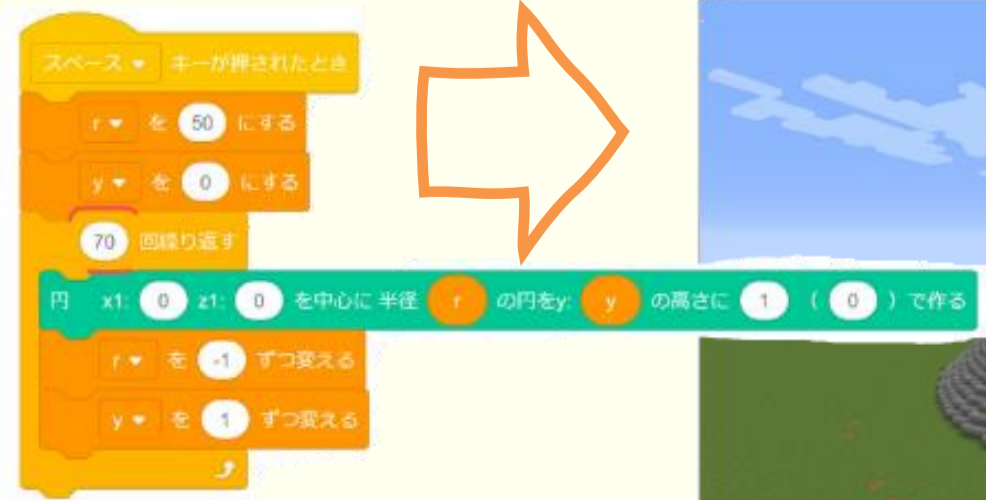 スペース キーが押されたとき
r を 50 にする
y を 0 にする
70 回繰り返す
円 x1: 0 z1: 0 を中心に 半径 r の円をy: y の高さに 1 ( 0 ) で作る
r を -1 ずつ変える
y を 1 ずつ変える